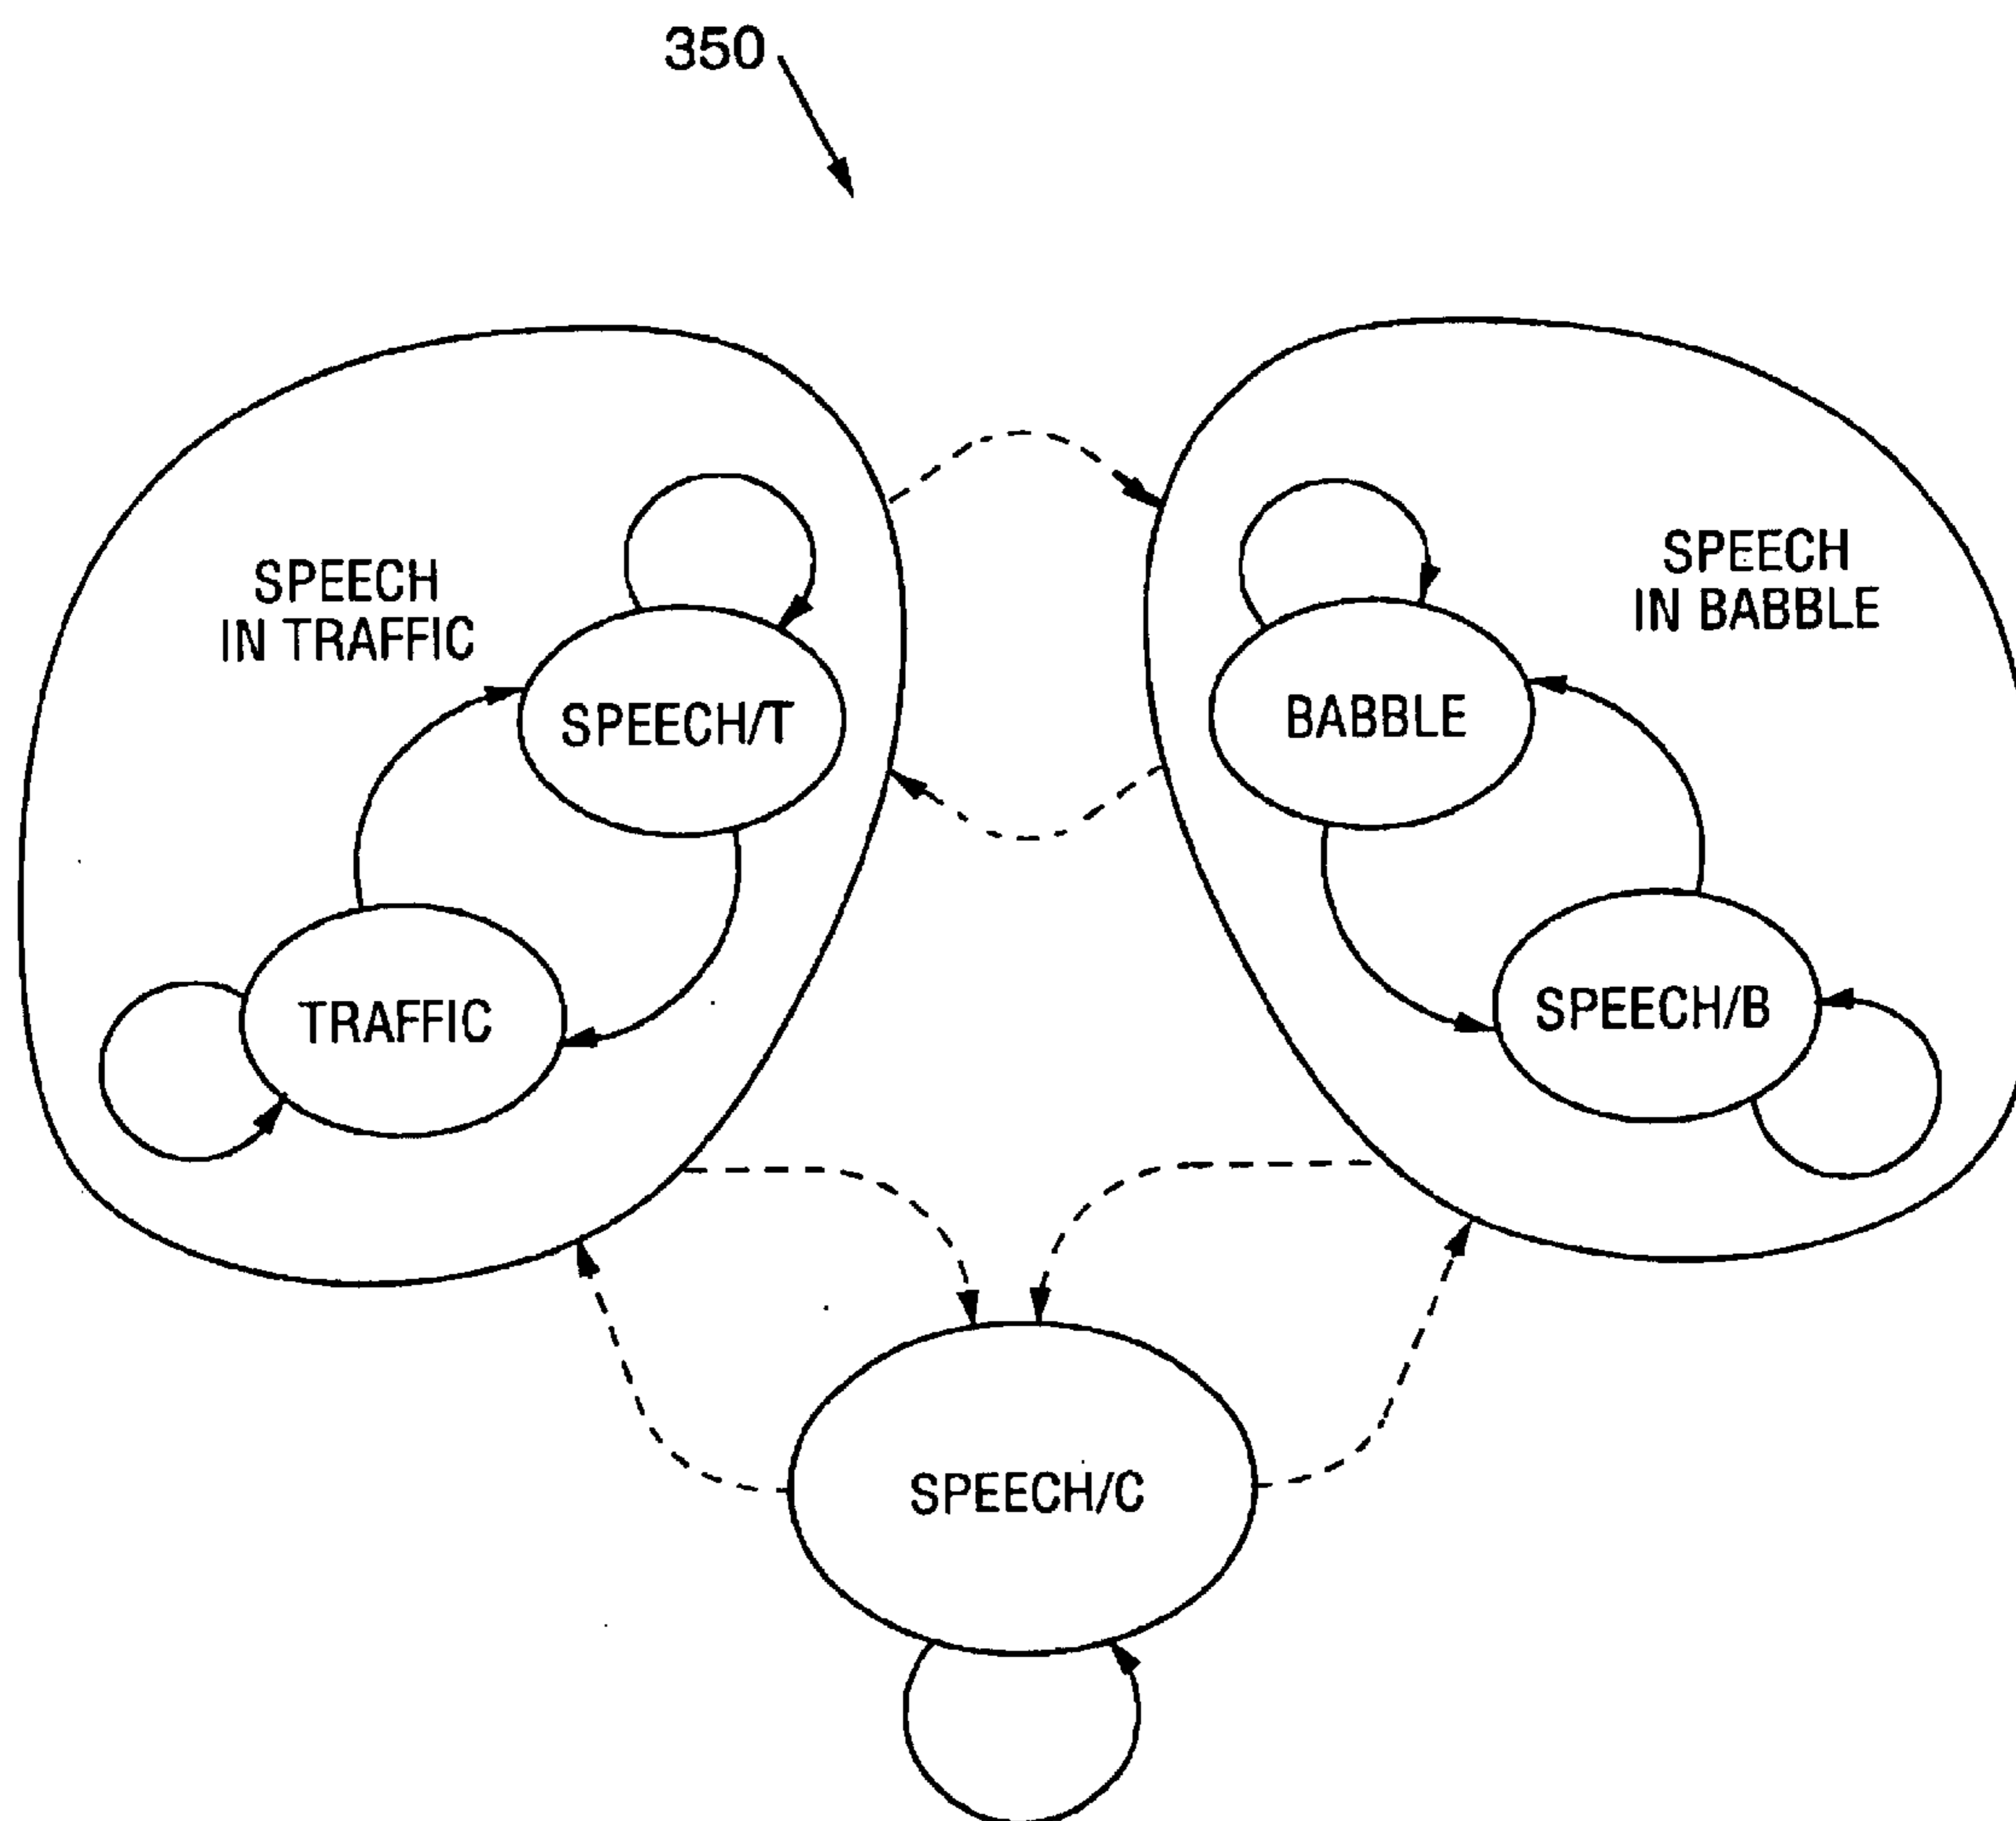 350
SPEECH
IN TRAFFIC
SPEECH/T
TRAFFIC
SPEECH
IN BABBLE
BABBLE
SPEECH/B
SPEECH/C